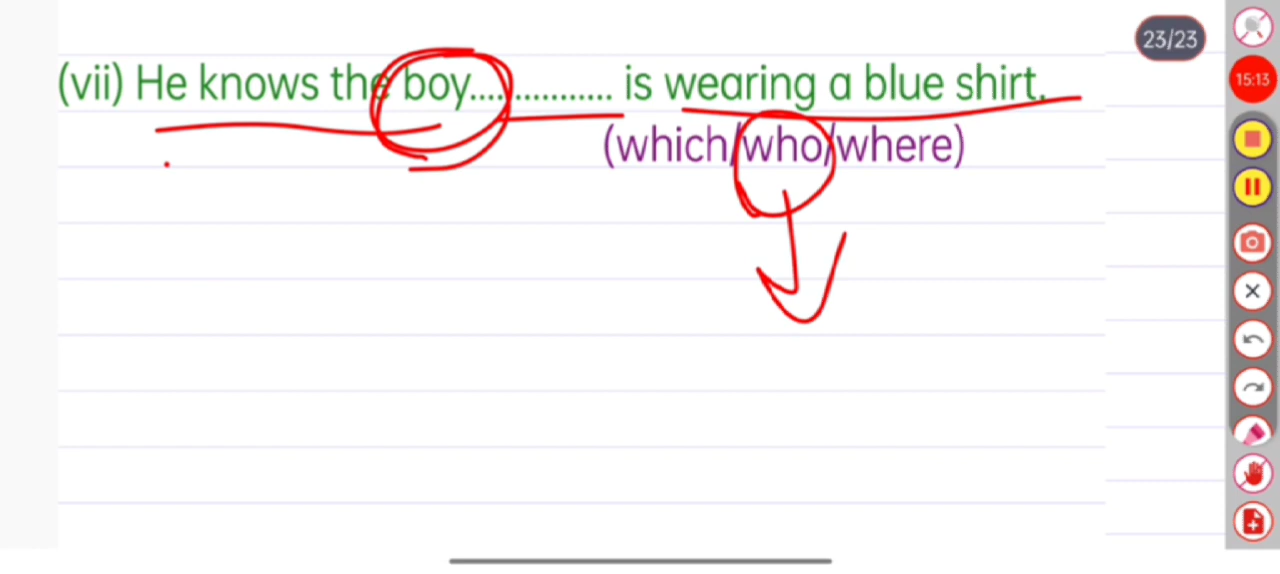 23/23
(vii) He knows the boy................ is wearing a blue shirt.
15:13
(which/who/where)